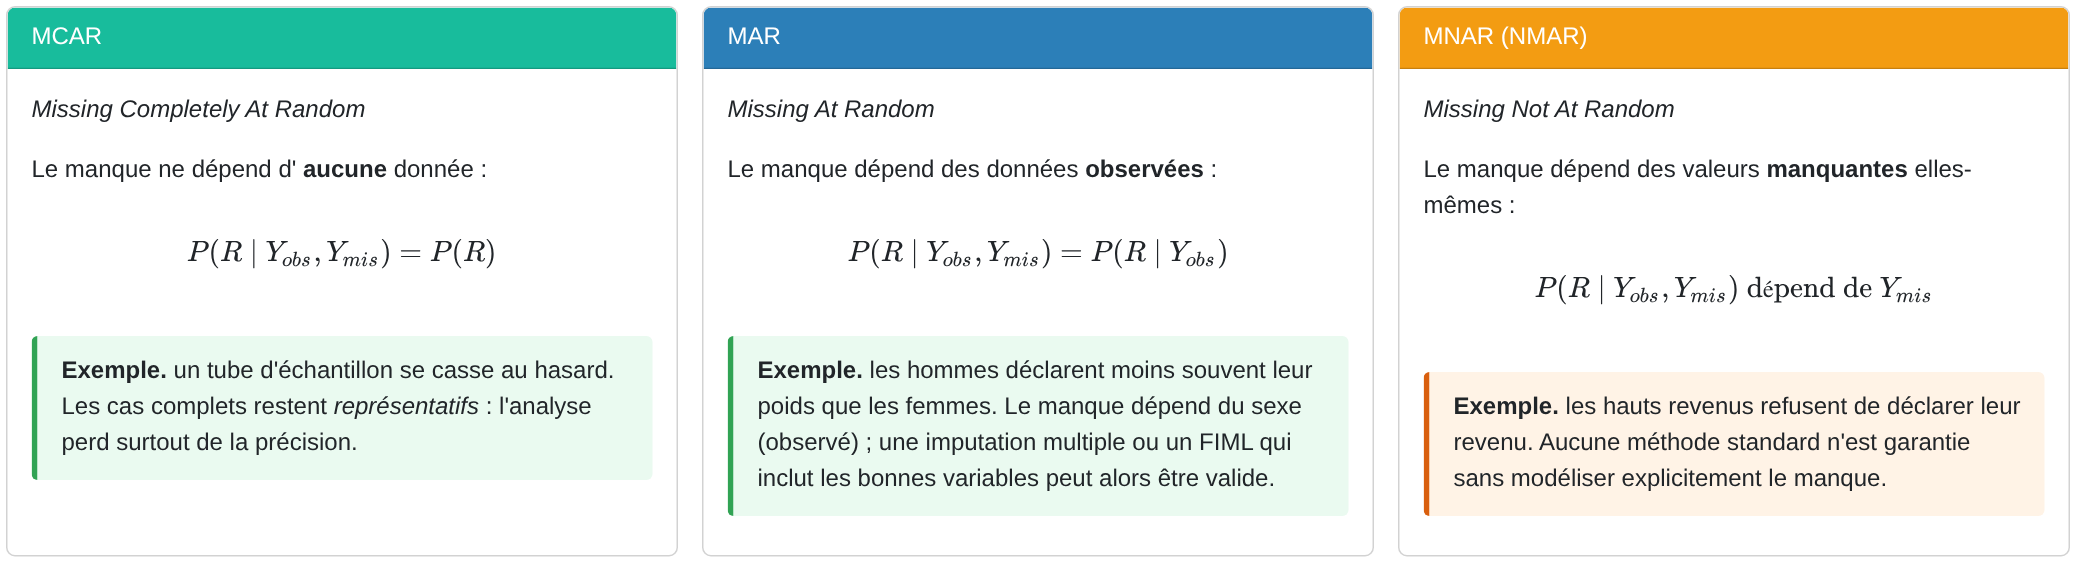 MCAR
Missing Completely At Random
Le manque ne dépend d' aucune donnée :
P(R | Y_obs, Y_mis) = P(R)
Exemple. un tube d'échantillon se casse au hasard.
Les cas complets restent représentatifs : l'analyse
perd surtout de la précision.
MAR
Missing At Random
Le manque dépend des données observées :
P(R | Y_obs, Y_mis) = P(R | Y_obs)
Exemple. les hommes déclarent moins souvent leur
poids que les femmes. Le manque dépend du sexe
(observé) ; une imputation multiple ou un FIML qui
inclut les bonnes variables peut alors être valide.
MNAR (NMAR)
Missing Not At Random
Le manque dépend des valeurs manquantes elles-
mêmes :
P(R | Y_obs, Y_mis) dépend de Y_mis
Exemple. les hauts revenus refusent de déclarer leur
revenu. Aucune méthode standard n'est garantie
sans modéliser explicitement le manque.